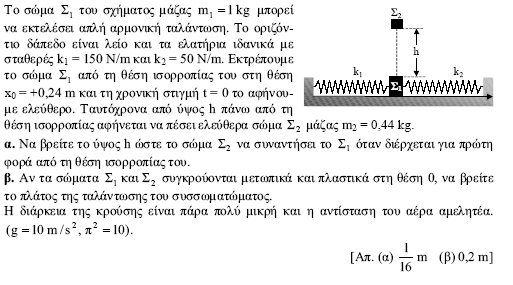 Το σώμα Σ₁ του σχήματος μάζας m₁ = 1 kg μπορεί
να εκτελέσει απλή αρμονική ταλάντωση. Το οριζόν-
τιο δάπεδο είναι λείο και τα ελατήρια ιδανικά με
σταθερές k₁ = 150 N/m και k₂ = 50 N/m. Εκτρέπουμε
το σώμα Σ₁ από τη θέση ισορροπίας του στη θέση
x₀ = +0,24 m και τη χρονική στιγμή t = 0 το αφήνου-
με ελεύθερο. Ταυτόχρονα από ύψος h πάνω από τη
θέση ισορροπίας αφήνεται να πέσει ελεύθερα σώμα Σ₂ μάζας m₂ = 0,44 kg.
α. Να βρείτε το ύψος h ώστε το σώμα Σ₂ να συναντήσει το Σ₁ όταν διέρχεται για πρώτη
φορά από τη θέση ισορροπίας του.
β. Αν τα σώματα Σ₁ και Σ₂ συγκρούονται μετωπικά και πλαστικά στη θέση 0, να βρείτε
το πλάτος της ταλάντωσης του συσσωματώματος.
Η διάρκεια της κρούσης είναι πάρα πολύ μικρή και η αντίσταση του αέρα αμελητέα.
(g = 10 m/s², π² = 10).
[Απ. (α) 1/16 m (β) 0,2 m]
Σ₂
h
k₁ k₂
Σ₁